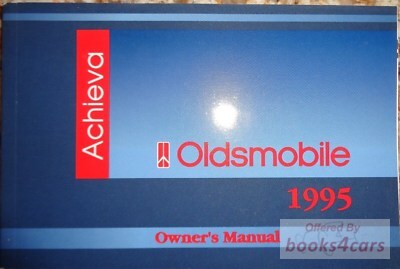 Achieva
Oldsmobile
1995
Owner's Manual
Offered By
books4cars